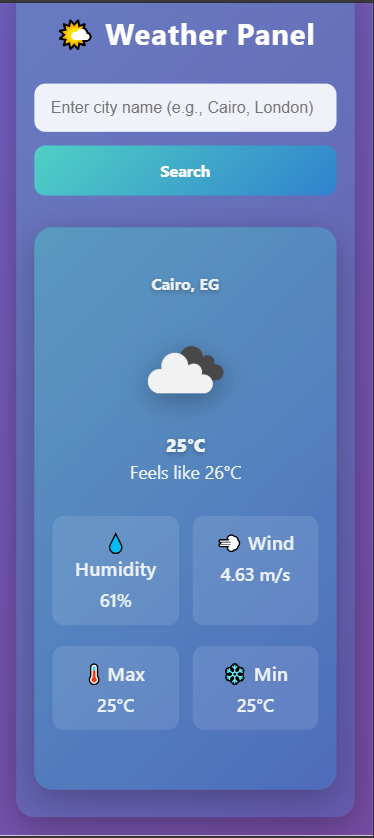 Weather Panel
Enter city name (e.g., Cairo, London)
Search
Cairo, EG
25°C
Feels like 26°C
Humidity
61%
Wind
4.63 m/s
Max
25°C
Min
25°C